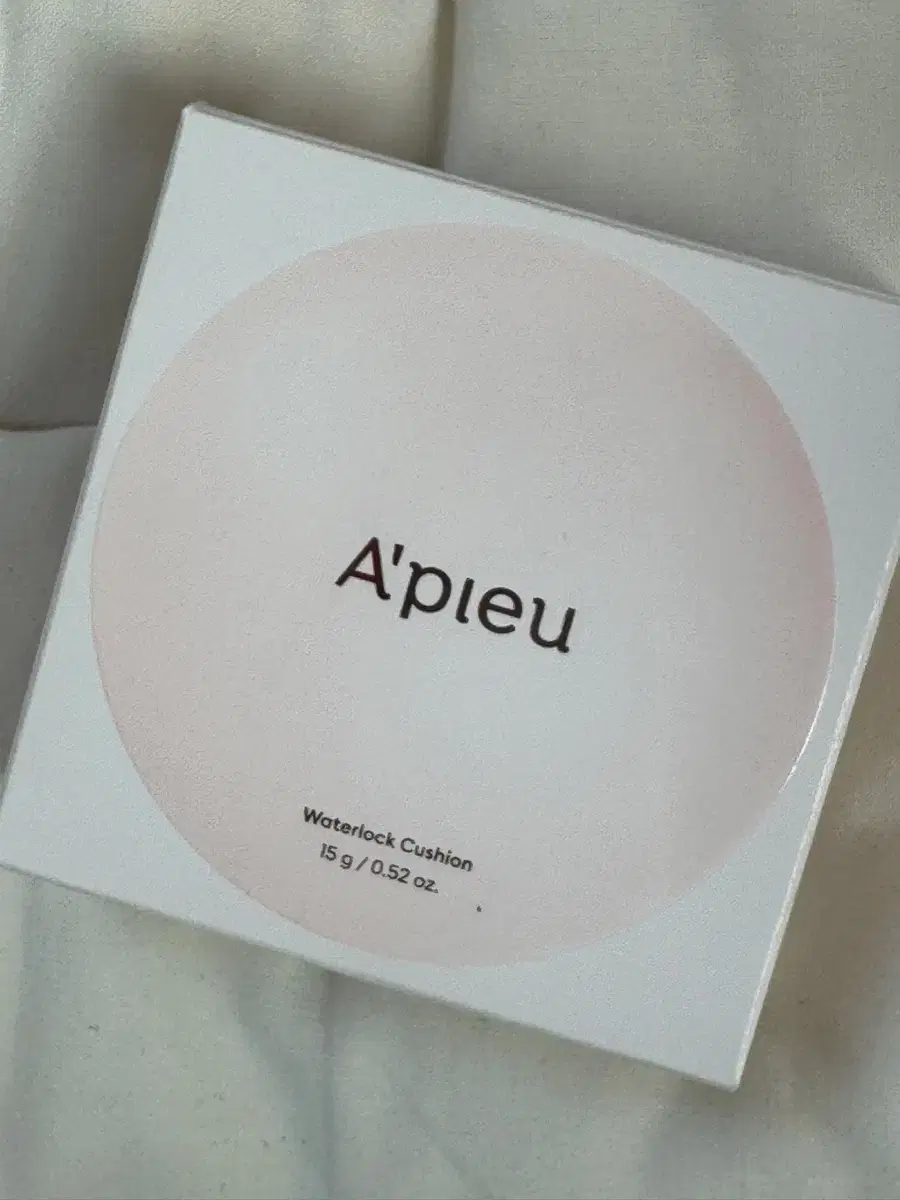 A'pieu
Waterlock Cushion
15 g / 0.52 oz.